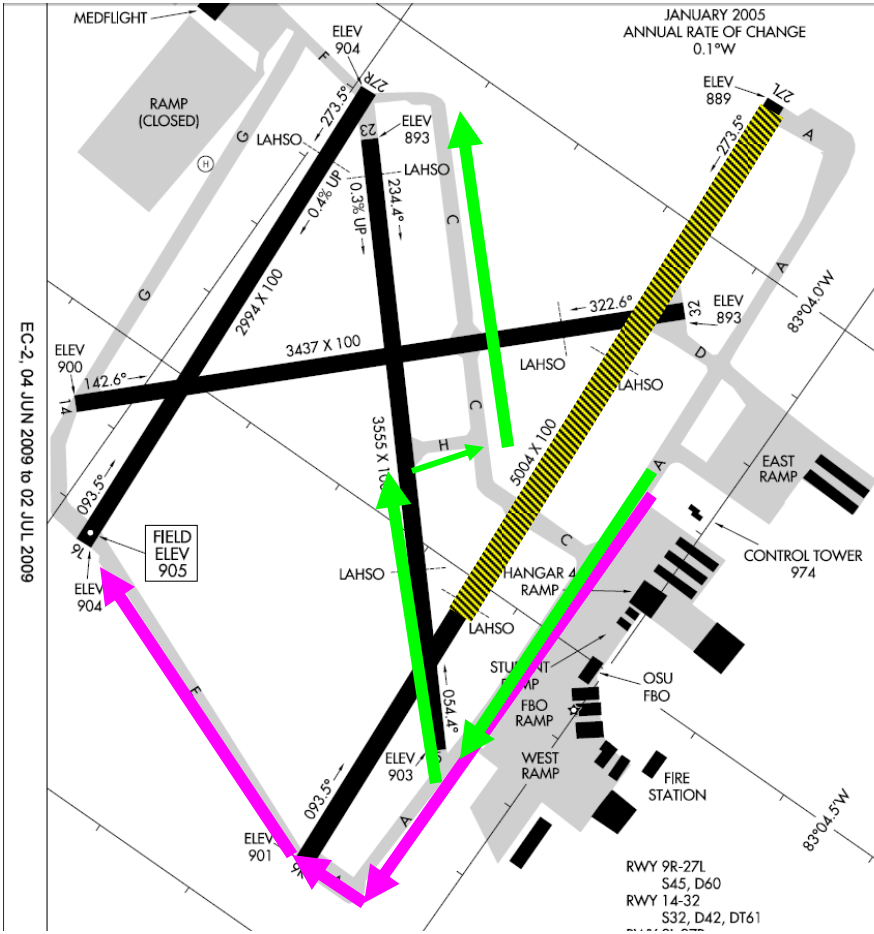 MEDFLIGHT
JANUARY 2005
ANNUAL RATE OF CHANGE
0.1°W
ELEV
904
F
27R
RAMP
(CLOSED)
273.5°
G
H
LAHSO
0.4% UP
23
ELEV
893
LAHSO
234.4°
0.3% UP
ELEV
889
27L
273.5°
A
C
A
83°04.0'W
G
2994 X 100
322.6°
32
ELEV
893
LAHSO
LAHSO
D
EC-2, 04 JUN 2009 to 02 JUL 2009
ELEV
900
142.6°
14
3437 X 100
C
H
3555 X 100
5004 X 100
A
EAST
RAMP
093.5°
FIELD
ELEV
905
9L
ELEV
904
C
CONTROL TOWER
974
LAHSO
HANGAR 4
RAMP
LAHSO
STUDENT
RAMP
OSU
FBO
FBO
RAMP
054.4°
WEST
RAMP
ELEV
903
5
FIRE
STATION
093.5°
A
83°04.5'W
ELEV
901
9R
A
RWY 9R-27L
S45, D60
RWY 14-32
S32, D42, DT61